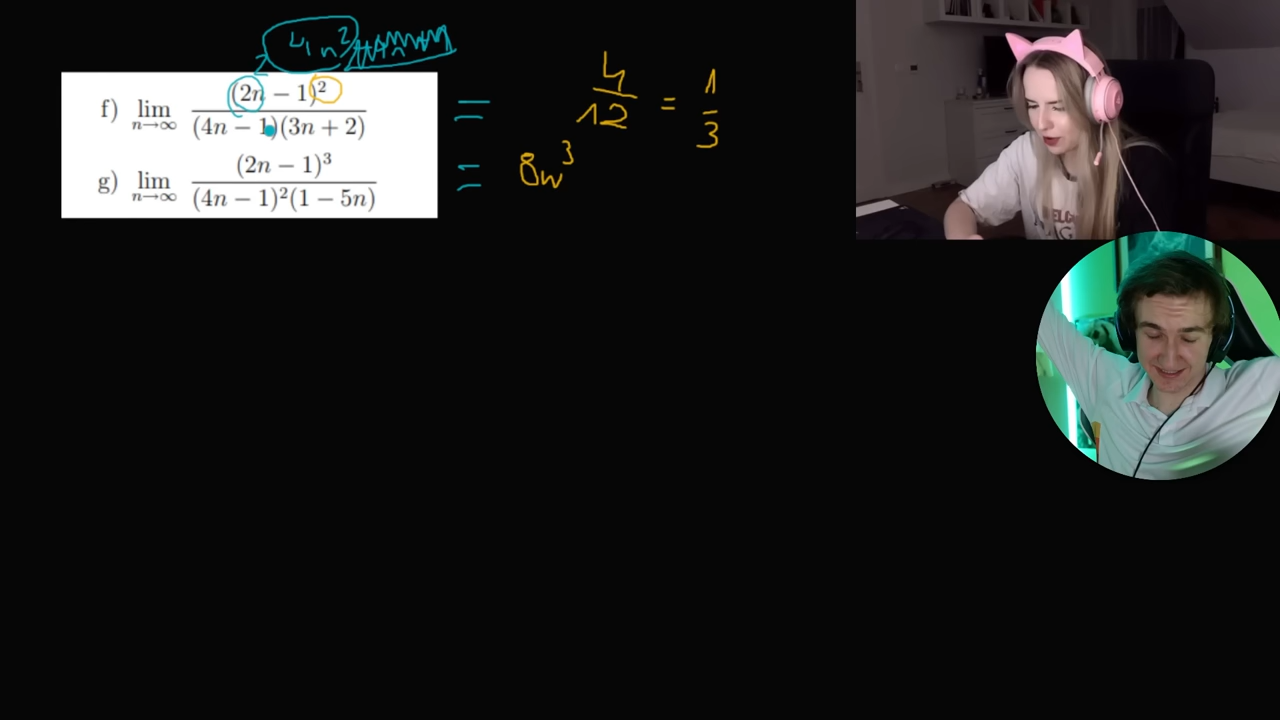 4n²
f) lim n→∞ (2n − 1)² / (4n − 1)(3n + 2) = 4/12 = 1/3
g) lim n→∞ (2n − 1)³ / (4n − 1)²(1 − 5n) = 8n³